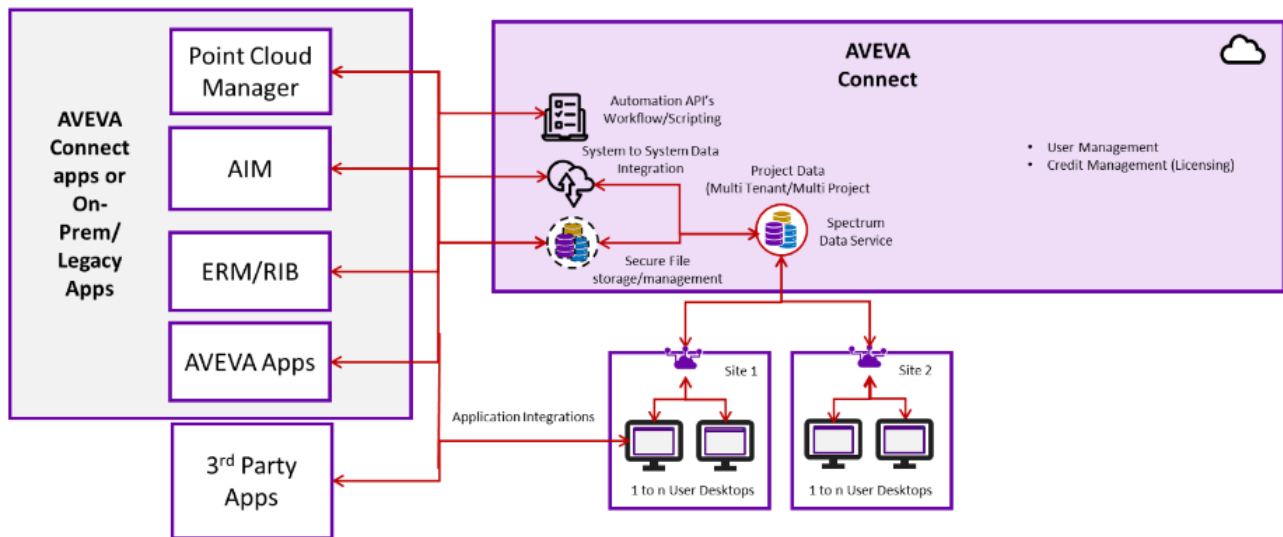 AVEVA
Connect
apps or
On-
Prem/
Legacy
Apps
Point Cloud
Manager
AIM
ERM/RIB
AVEVA Apps
3rd Party
Apps
Application Integrations
AVEVA
Connect
Automation API's
Workflow/Scripting
System to System Data
Integration
Project Data
(Multi Tenant/Multi Project
Spectrum
Data Service
Secure File
storage/management
• User Management
• Credit Management (Licensing)
Site 1
1 to n User Desktops
Site 2
1 to n User Desktops